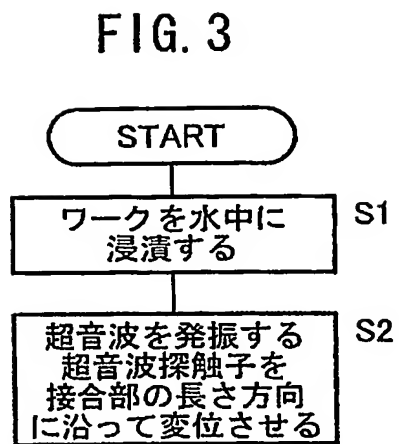 FIG. 3
START
ワークを水中に
浸漬する
S1
超音波を発振する
超音波探触子を
接合部の長さ方向
に沿って変位させる
S2